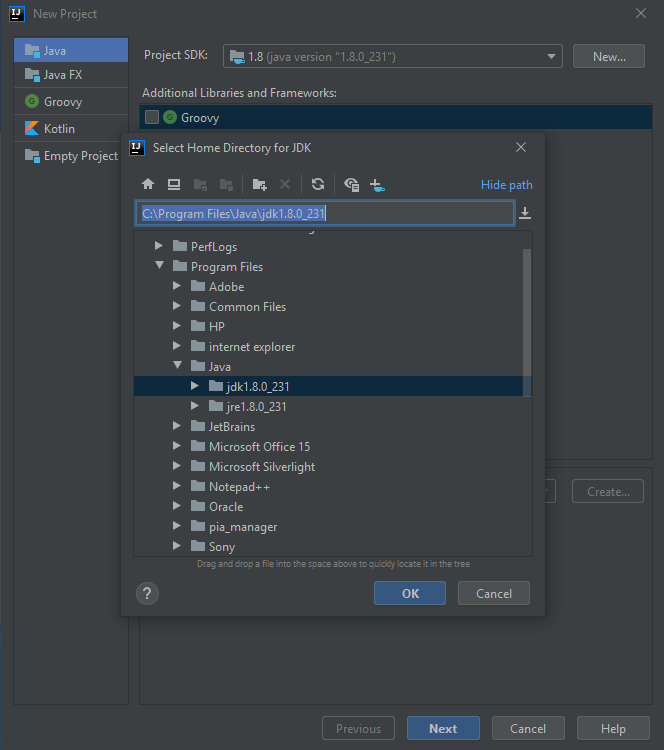 New Project
Java
Java FX
Groovy
Kotlin
Empty Project
Project SDK: 1.8 (java version "1.8.0_231") New...
Additional Libraries and Frameworks:
Groovy
Select Home Directory for JDK
Hide path
C:\Program Files\Java\jdk1.8.0_231
PerfLogs
Program Files
Adobe
Common Files
HP
internet explorer
Java
jdk1.8.0_231
jre1.8.0_231
JetBrains
Microsoft Office 15
Microsoft Silverlight
Notepad++
Oracle
pia_manager
Sony
Drag and drop a file into the space above to quickly locate it in the tree
? OK Cancel
Create...
Previous Next Cancel Help